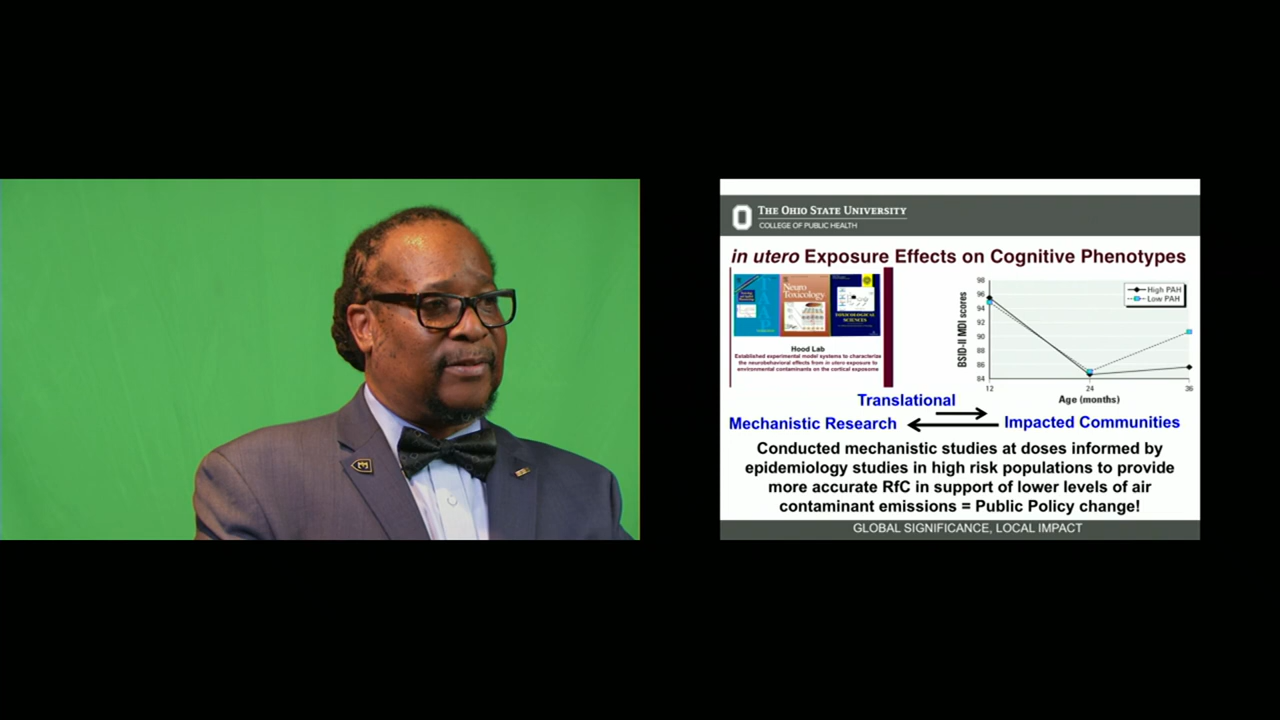 THE OHIO STATE UNIVERSITY
COLLEGE OF PUBLIC HEALTH
in utero Exposure Effects on Cognitive Phenotypes
Neuro
Toxicology
TOXICOLOGICAL
SCIENCES
Hood Lab
Established experimental model systems to characterize
the neurobehavioral effects from in utero exposure to
environmental contaminants on the cortical exposome
BSID-II MDI scores
98
96
94
92
90
88
86
84
High PAH
Low PAH
12
24
36
Age (months)
Translational
Mechanistic Research
Impacted Communities
Conducted mechanistic studies at doses informed by
epidemiology studies in high risk populations to provide
more accurate RfC in support of lower levels of air
contaminant emissions = Public Policy change!
GLOBAL SIGNIFICANCE, LOCAL IMPACT